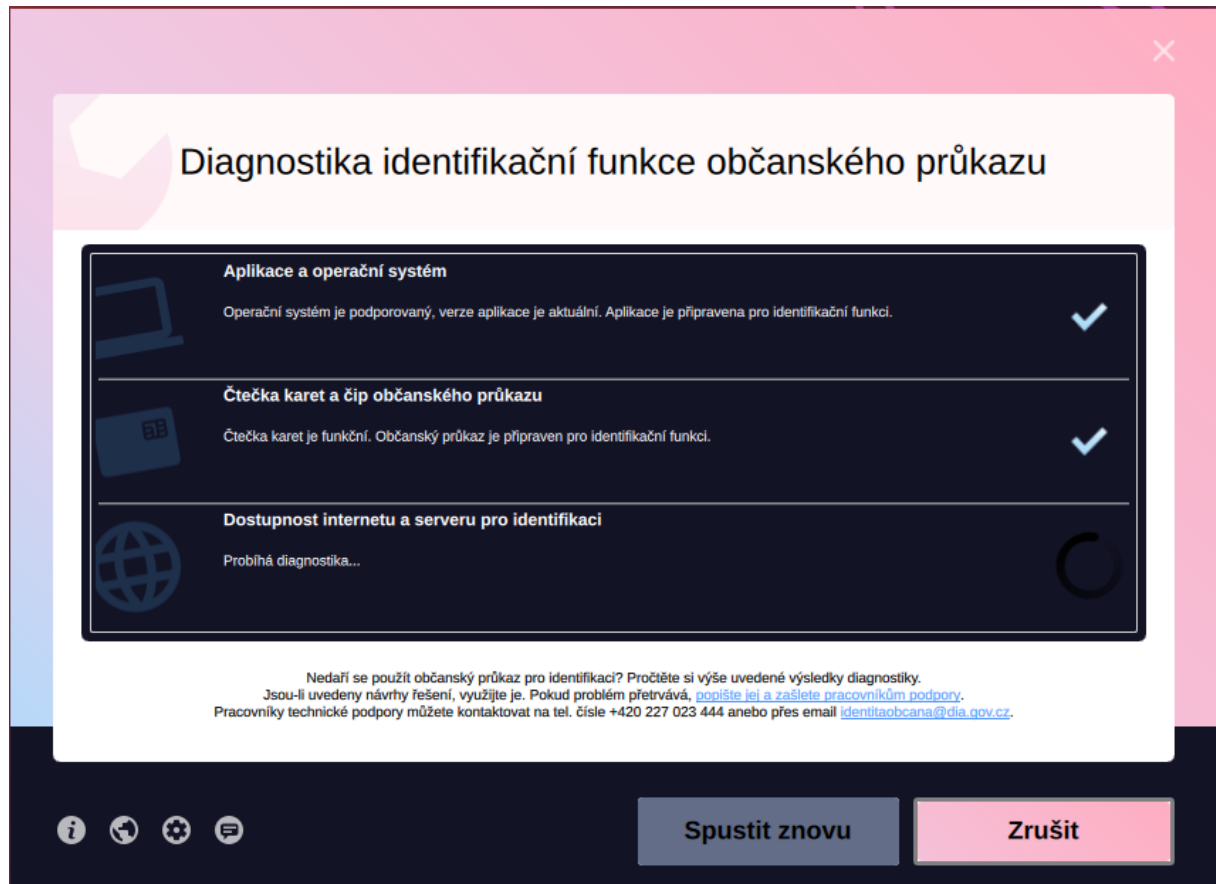 Diagnostika identifikační funkce občanského průkazu
Aplikace a operační systém
Operační systém je podporovaný, verze aplikace je aktuální. Aplikace je připravena pro identifikační funkci.
Čtečka karet a čip občanského průkazu
Čtečka karet je funkční. Občanský průkaz je připraven pro identifikační funkci.
Dostupnost internetu a serveru pro identifikaci
Probíhá diagnostika...
Nedaří se použít občanský průkaz pro identifikaci? Pročtěte si výše uvedené výsledky diagnostiky.
Jsou-li uvedeny návrhy řešení, využijte je. Pokud problém přetrvává, popište jej a zašlete pracovníkům podpory.
Pracovníky technické podpory můžete kontaktovat na tel. čísle +420 227 023 444 anebo přes email identitaobcana@dia.gov.cz.
Spustit znovu
Zrušit